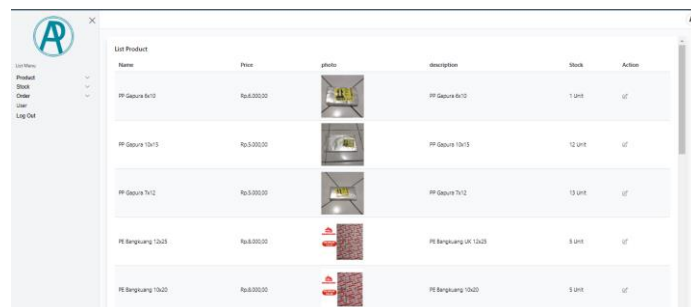 AP
List Menu
Product
Stock
Order
User
Log Out
List Product
Name Price photo description Stock Action
PP Gapura 6x10 Rp.6.000,00 PP Gapura 6x10 1 Unit
PP Gapura 10x15 Rp.5.000,00 PP Gapura 10x15 12 Unit
PP Gapura 7x12 Rp.5.000,00 PP Gapura 7x12 13 Unit
PE Bangkuang 12x25 Rp.8.000,00 PE Bangkuang UK 12x25 5 Unit
PE Bangkuang 10x20 Rp.8.000,00 PE Bangkuang 10x20 5 Unit